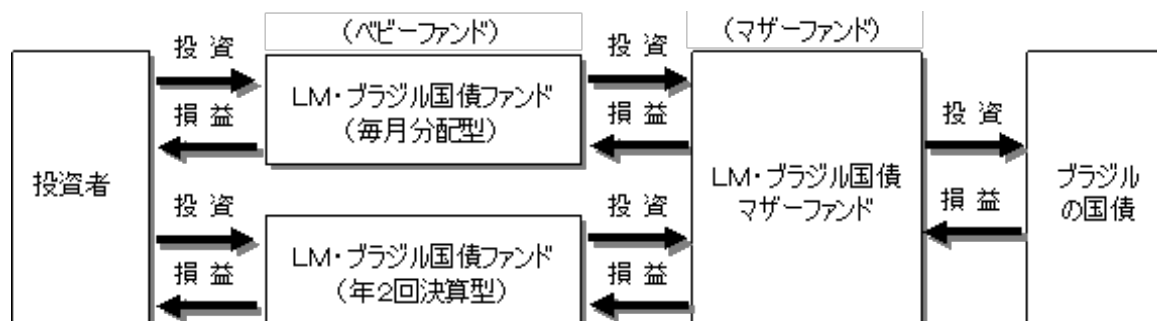 (ベビーファンド)
(マザーファンド)
投資
損益
投資
損益
投資者
LM・ブラジル国債ファンド
(毎月分配型)
LM・ブラジル国債ファンド
(年2回決算型)
投資
損益
投資
損益
LM・ブラジル国債
マザーファンド
投資
損益
ブラジル
の国債